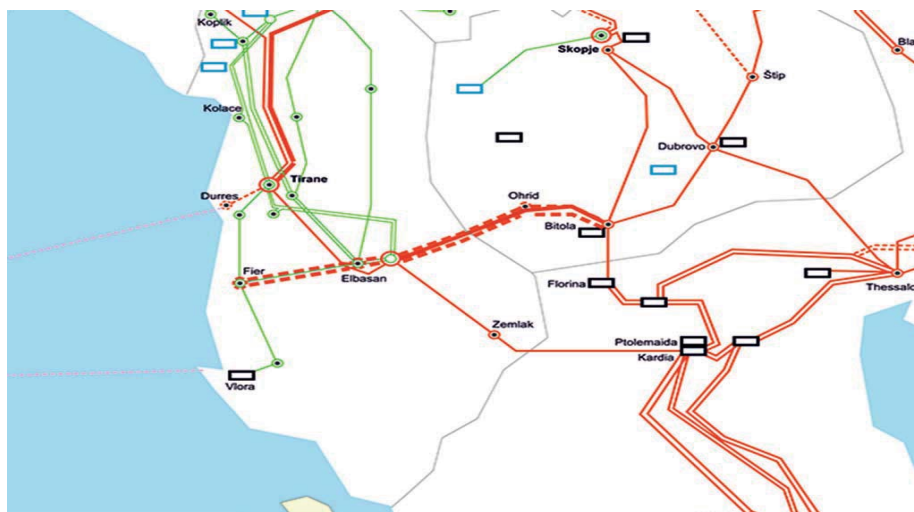 Koplik
Skopje
Štip
Kolace
Dubrovo
Tirane
Durres
Ohrid
Bitola
Fier
Elbasan
Florina
Thessalo
Zemlak
Ptolemaida
Kardia
Vlora